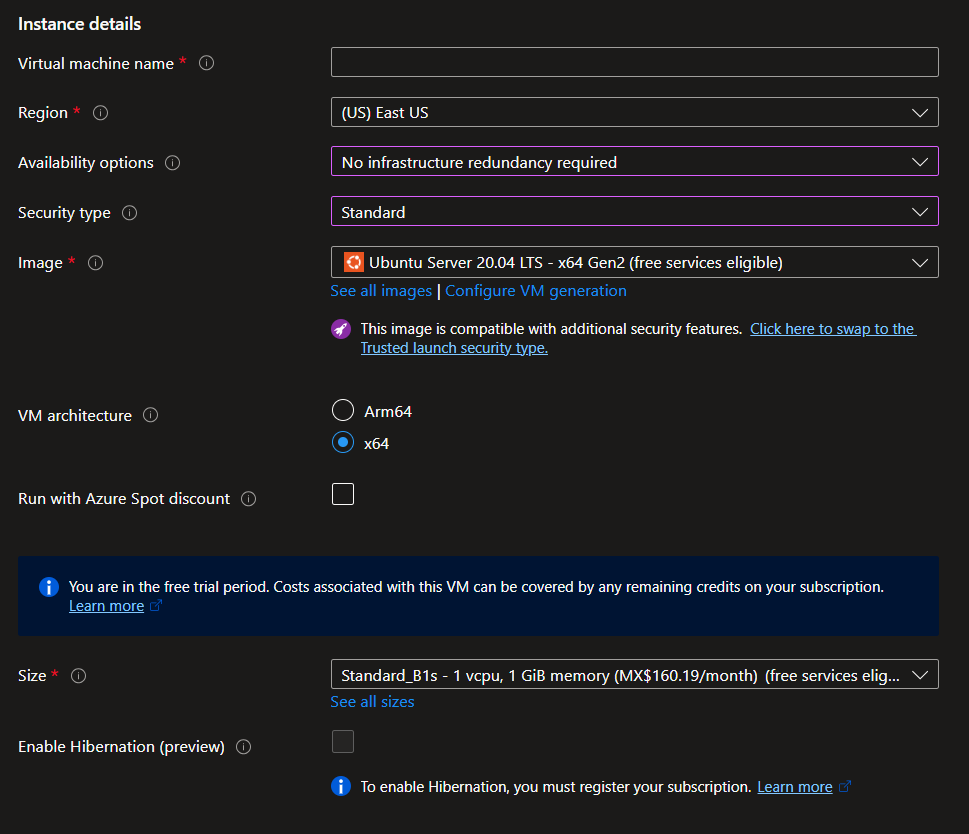 Instance details
Virtual machine name *
Region * (US) East US
Availability options No infrastructure redundancy required
Security type Standard
Image * Ubuntu Server 20.04 LTS - x64 Gen2 (free services eligible)
See all images | Configure VM generation
This image is compatible with additional security features. Click here to swap to the
Trusted launch security type.
VM architecture Arm64
x64
Run with Azure Spot discount
You are in the free trial period. Costs associated with this VM can be covered by any remaining credits on your subscription.
Learn more
Size * Standard_B1s - 1 vcpu, 1 GiB memory (MX$160.19/month) (free services elig...
See all sizes
Enable Hibernation (preview)
To enable Hibernation, you must register your subscription. Learn more